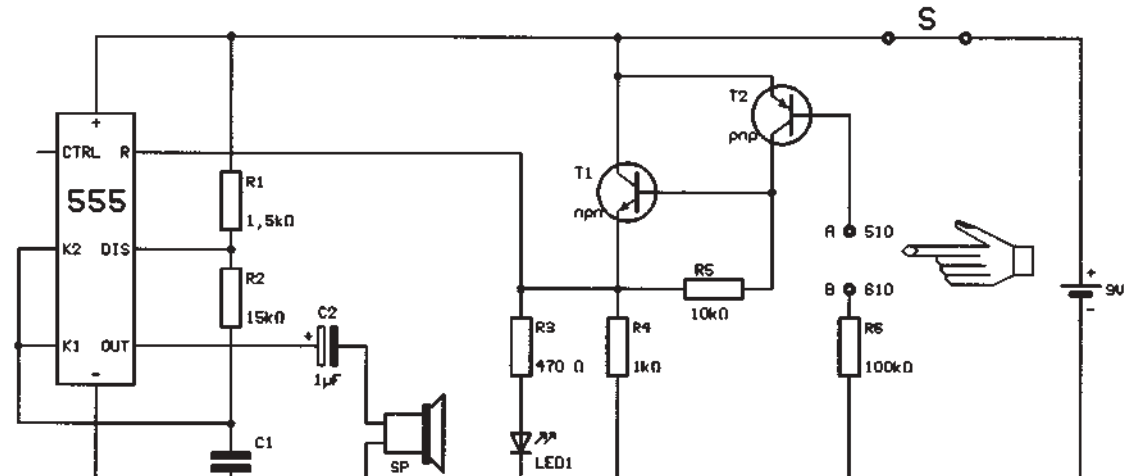 S
+
CTRL R
555
K2 DIS
K1 OUT
-
R1
1,5kΩ
R2
15kΩ
C2
+
1µF
C1
SP
T1
npn
T2
pnp
R3
470 Ω
LED1
R4
1kΩ
R5
10kΩ
A 510
B 610
R6
100kΩ
+
9V
-